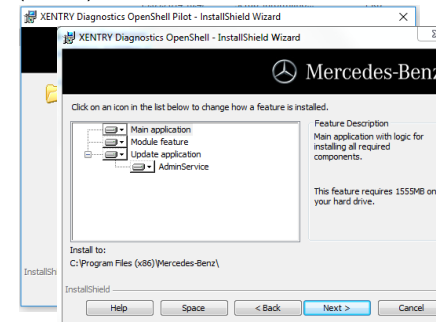 XENTRY Diagnostics OpenShell Pilot - InstallShield Wizard
XENTRY Diagnostics OpenShell - InstallShield Wizard
Mercedes-Benz
Click on an icon in the list below to change how a feature is installed.
Main application
Module feature
Update application
AdminService
Feature Description
Main application with logic for
installing all required
components.
This feature requires 1555MB on
your hard drive.
Install to:
C:\Program Files (x86)\Mercedes-Benz\
InstallSh
InstallShield
Help
Space
< Back
Next >
Cancel